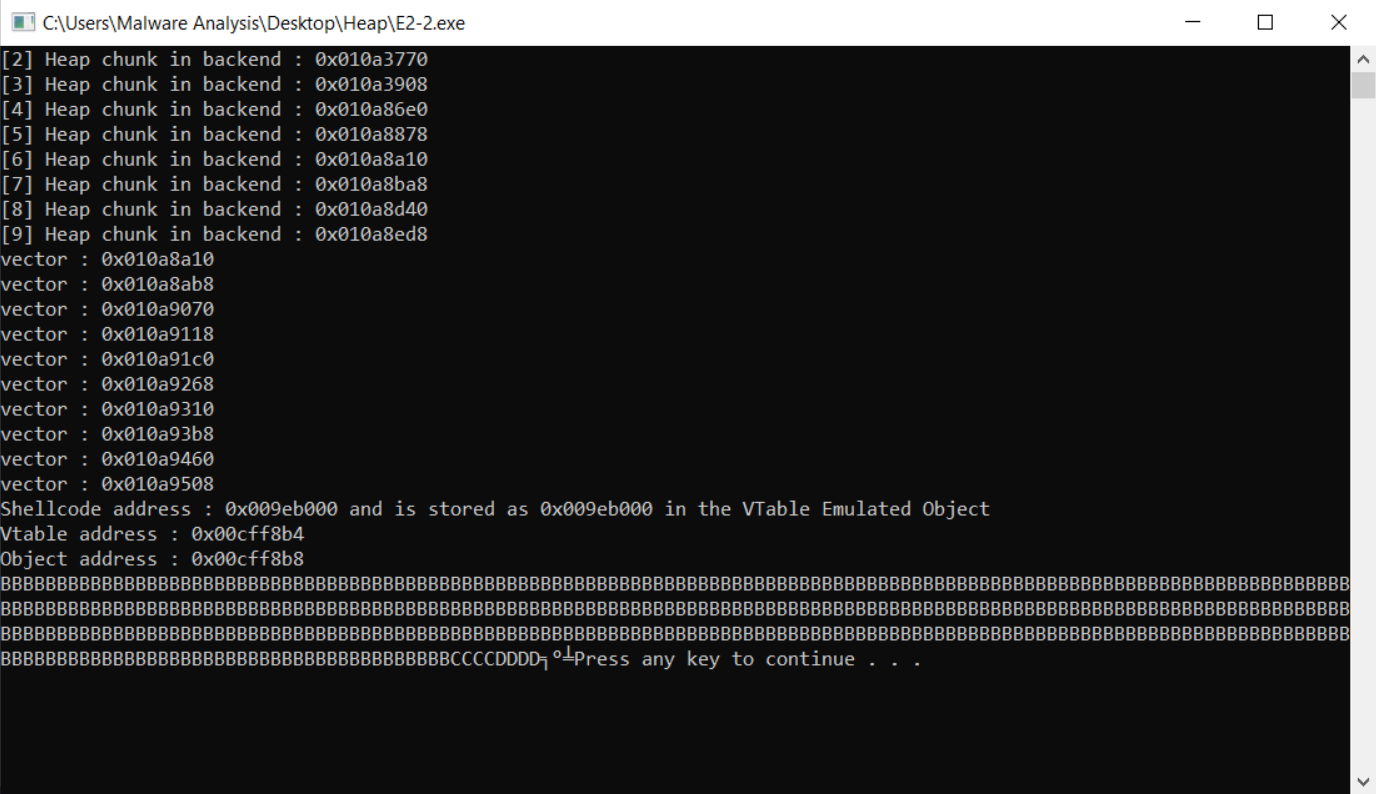 C:\Users\Malware Analysis\Desktop\Heap\E2-2.exe
[2] Heap chunk in backend : 0x010a3770
[3] Heap chunk in backend : 0x010a3908
[4] Heap chunk in backend : 0x010a86e0
[5] Heap chunk in backend : 0x010a8878
[6] Heap chunk in backend : 0x010a8a10
[7] Heap chunk in backend : 0x010a8ba8
[8] Heap chunk in backend : 0x010a8d40
[9] Heap chunk in backend : 0x010a8ed8
vector : 0x010a8a10
vector : 0x010a8ab8
vector : 0x010a9070
vector : 0x010a9118
vector : 0x010a91c0
vector : 0x010a9268
vector : 0x010a9310
vector : 0x010a93b8
vector : 0x010a9460
vector : 0x010a9508
Shellcode address : 0x009eb000 and is stored as 0x009eb000 in the VTable Emulated Object
Vtable address : 0x00cff8b4
Object address : 0x00cff8b8
BBBBBBBBBBBBBBBBBBBBBBBBBBBBBBBBBBBBBBBBBBBBBBBBBBBBBBBBBBBBBBBBBBBBBBBBBBBBBBBBBBBBBBBBBBBBBBBBBBBBBBBBBBBBBBBBBBBBBBBB
BBBBBBBBBBBBBBBBBBBBBBBBBBBBBBBBBBBBBBBBBBBBBBBBBBBBBBBBBBBBBBBBBBBBBBBBBBBBBBBBBBBBBBBBBBBBBBBBBBBBBBBBBBBBBBBBBBBBBBBB
BBBBBBBBBBBBBBBBBBBBBBBBBBBBBBBBBBBBBBBBBBBBBBBBBBBBBBBBBBBBBBBBBBBBBBBBBBBBBBBBBBBBBBBBBBBBBBBBBBBBBBBBBBBBBBBBBBBBBBBB
BBBBBBBBBBBBBBBBBBBBBBBBBBBBBBBBBBBBBBBBCCCCDDDD╕º╧Press any key to continue . . .